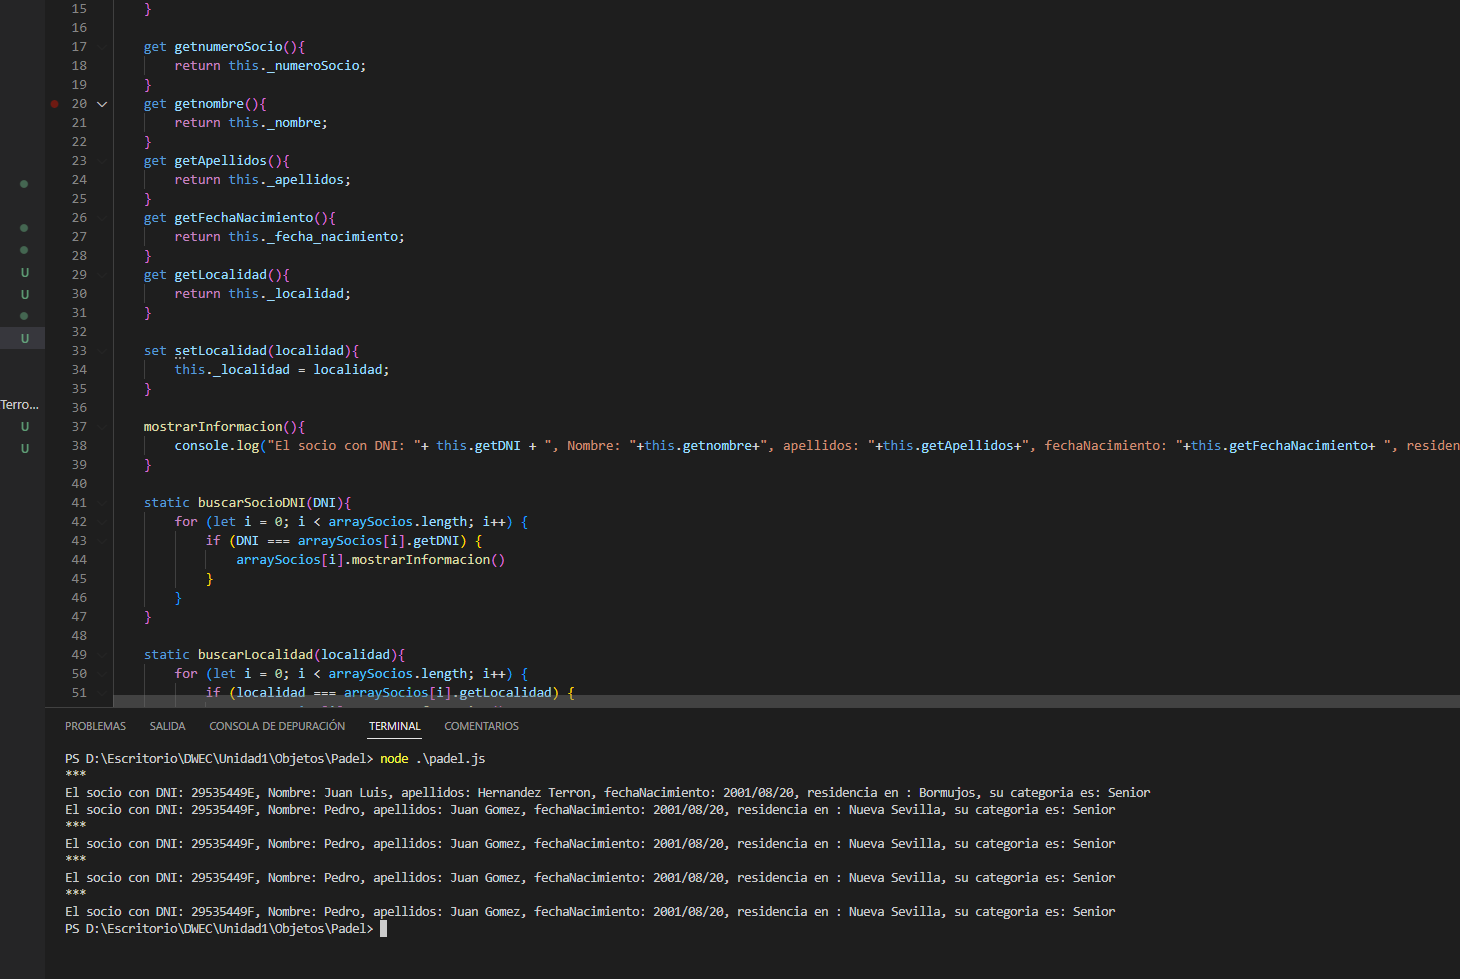 15 }
16
17 get getnumeroSocio(){
18 return this._numeroSocio;
19 }
20 get getnombre(){
21 return this._nombre;
22 }
23 get getApellidos(){
24 return this._apellidos;
25 }
26 get getFechaNacimiento(){
27 return this._fecha_nacimiento;
28 }
29 get getLocalidad(){
30 return this._localidad;
31 }
32
33 set setLocalidad(localidad){
34 this._localidad = localidad;
35 }
36
37 mostrarInformacion(){
38 console.log("El socio con DNI: "+ this.getDNI + ", Nombre: "+this.getnombre+", apellidos: "+this.getApellidos+", fechaNacimiento: "+this.getFechaNacimiento+ ", residen
39 }
40
41 static buscarSocioDNI(DNI){
42 for (let i = 0; i < arraySocios.length; i++) {
43 if (DNI === arraySocios[i].getDNI) {
44 arraySocios[i].mostrarInformacion()
45 }
46 }
47 }
48
49 static buscarLocalidad(localidad){
50 for (let i = 0; i < arraySocios.length; i++) {
51 if (localidad === arraySocios[i].getLocalidad) {
U
U
U
Terro...
U
U
PROBLEMAS SALIDA CONSOLA DE DEPURACIÓN TERMINAL COMENTARIOS
PS D:\Escritorio\DWEC\Unidad1\Objetos\Padel> node .\padel.js
***
El socio con DNI: 29535449E, Nombre: Juan Luis, apellidos: Hernandez Terron, fechaNacimiento: 2001/08/20, residencia en : Bormujos, su categoria es: Senior
El socio con DNI: 29535449F, Nombre: Pedro, apellidos: Juan Gomez, fechaNacimiento: 2001/08/20, residencia en : Nueva Sevilla, su categoria es: Senior
***
El socio con DNI: 29535449F, Nombre: Pedro, apellidos: Juan Gomez, fechaNacimiento: 2001/08/20, residencia en : Nueva Sevilla, su categoria es: Senior
***
El socio con DNI: 29535449F, Nombre: Pedro, apellidos: Juan Gomez, fechaNacimiento: 2001/08/20, residencia en : Nueva Sevilla, su categoria es: Senior
***
El socio con DNI: 29535449F, Nombre: Pedro, apellidos: Juan Gomez, fechaNacimiento: 2001/08/20, residencia en : Nueva Sevilla, su categoria es: Senior
PS D:\Escritorio\DWEC\Unidad1\Objetos\Padel>